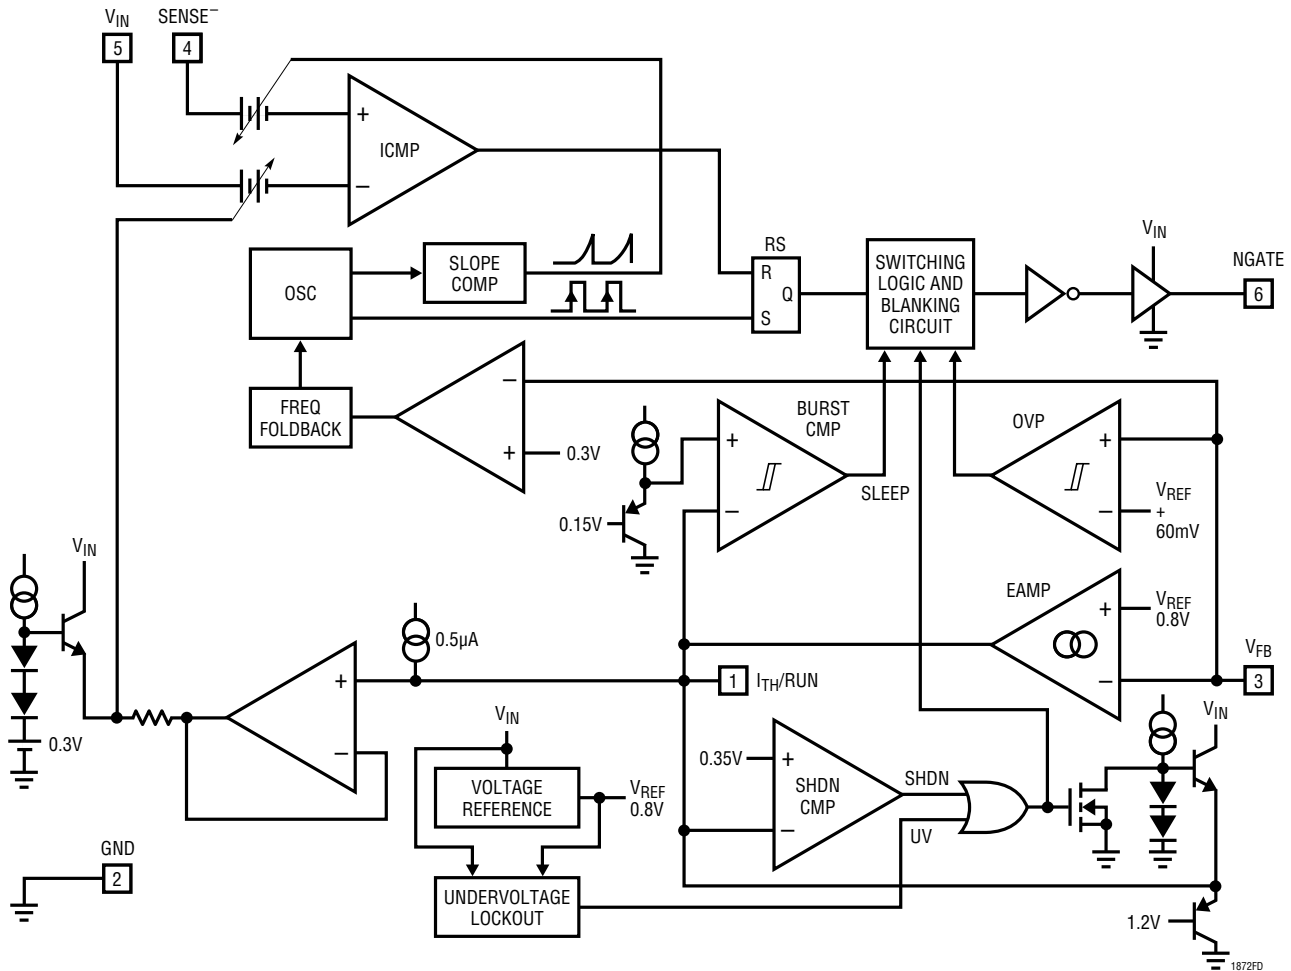 VIN
SENSE−
5
4
+
ICMP
−
OSC
SLOPE
COMP
RS
R
Q
S
SWITCHING
LOGIC AND
BLANKING
CIRCUIT
VIN
NGATE
6
FREQ
FOLDBACK
−
+
0.3V
BURST
CMP
+
−
SLEEP
0.15V
OVP
+
−
VREF
+
60mV
VIN
0.3V
0.5µA
+
−
EAMP
+
−
VREF
0.8V
VFB
3
1
ITH/RUN
VIN
VOLTAGE
REFERENCE
VREF
0.8V
UNDERVOLTAGE
LOCKOUT
0.35V
+
SHDN
CMP
−
SHDN
UV
VIN
1.2V
GND
2
1872FD